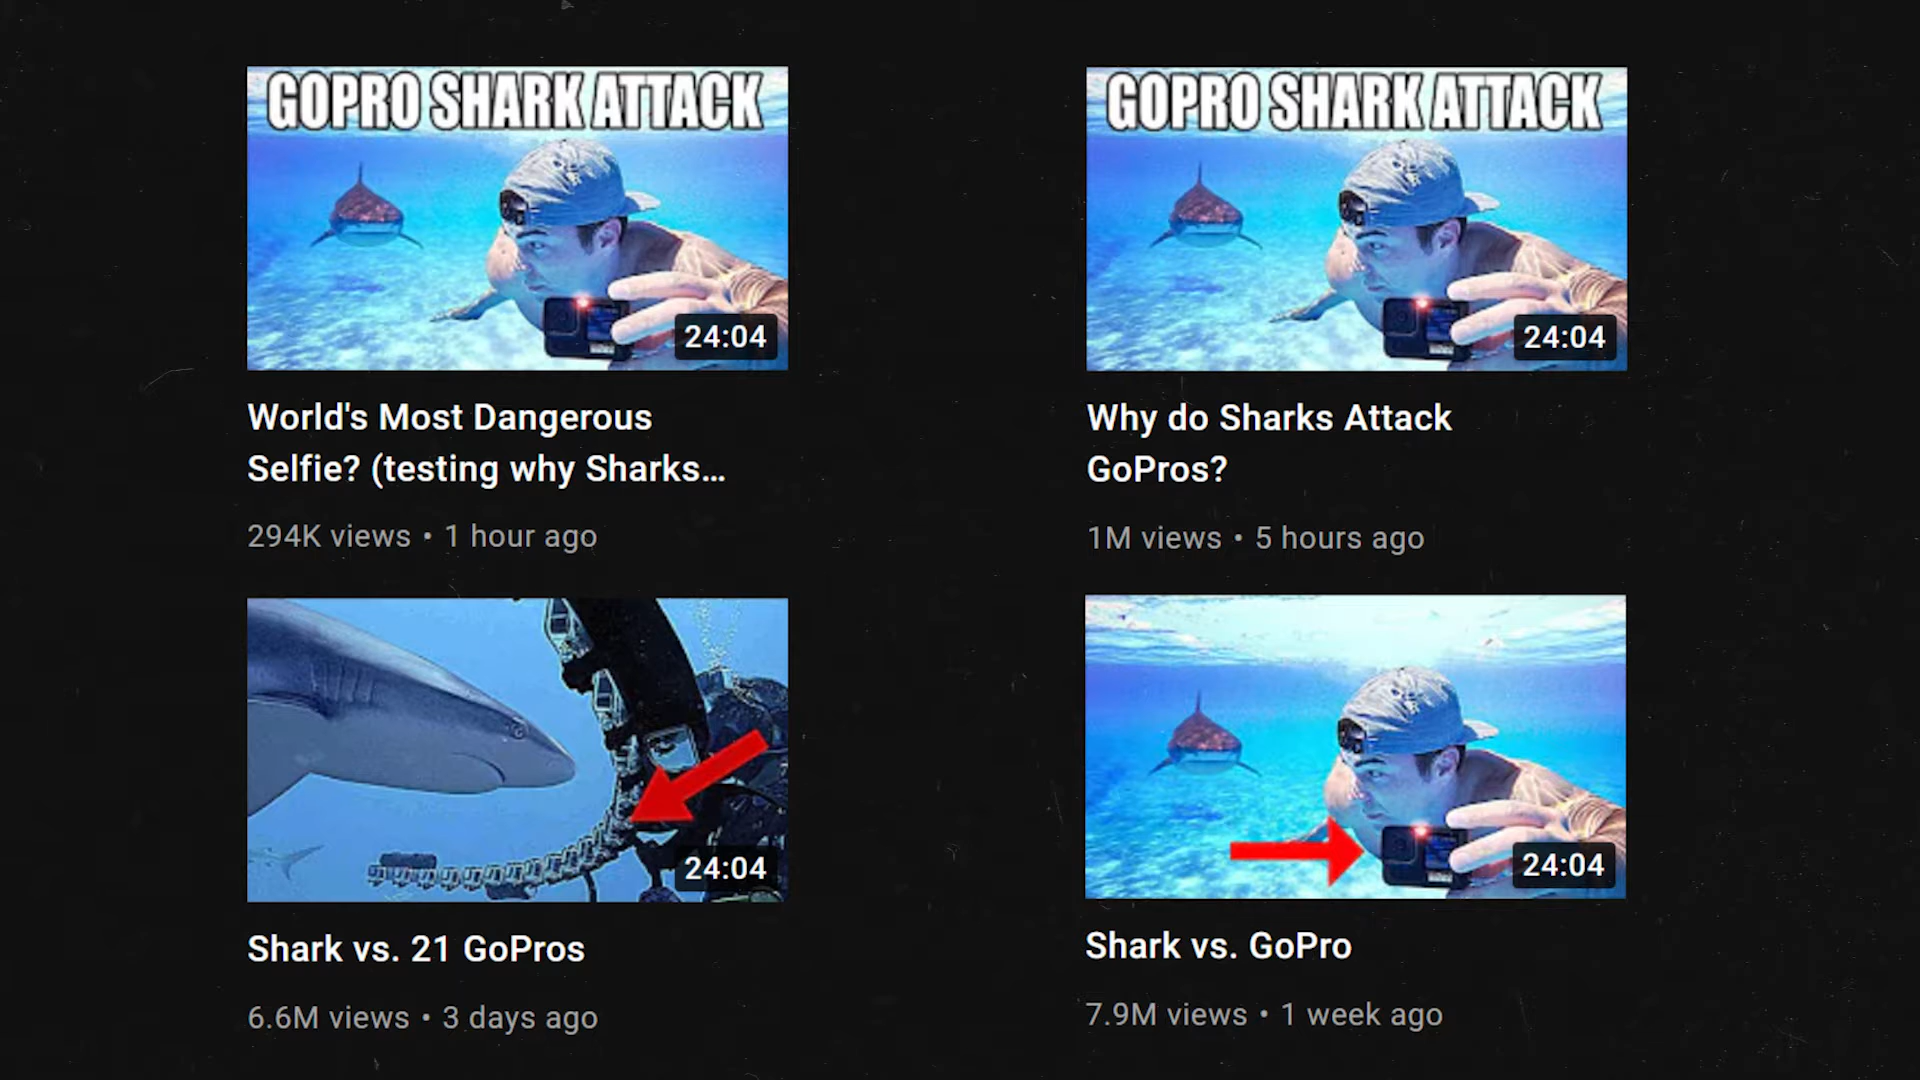 GOPRO SHARK ATTACK
24:04
World's Most Dangerous
Selfie? (testing why Sharks...
294K views • 1 hour ago
GOPRO SHARK ATTACK
24:04
Why do Sharks Attack
GoPros?
1M views • 5 hours ago
24:04
Shark vs. 21 GoPros
6.6M views • 3 days ago
24:04
Shark vs. GoPro
7.9M views • 1 week ago